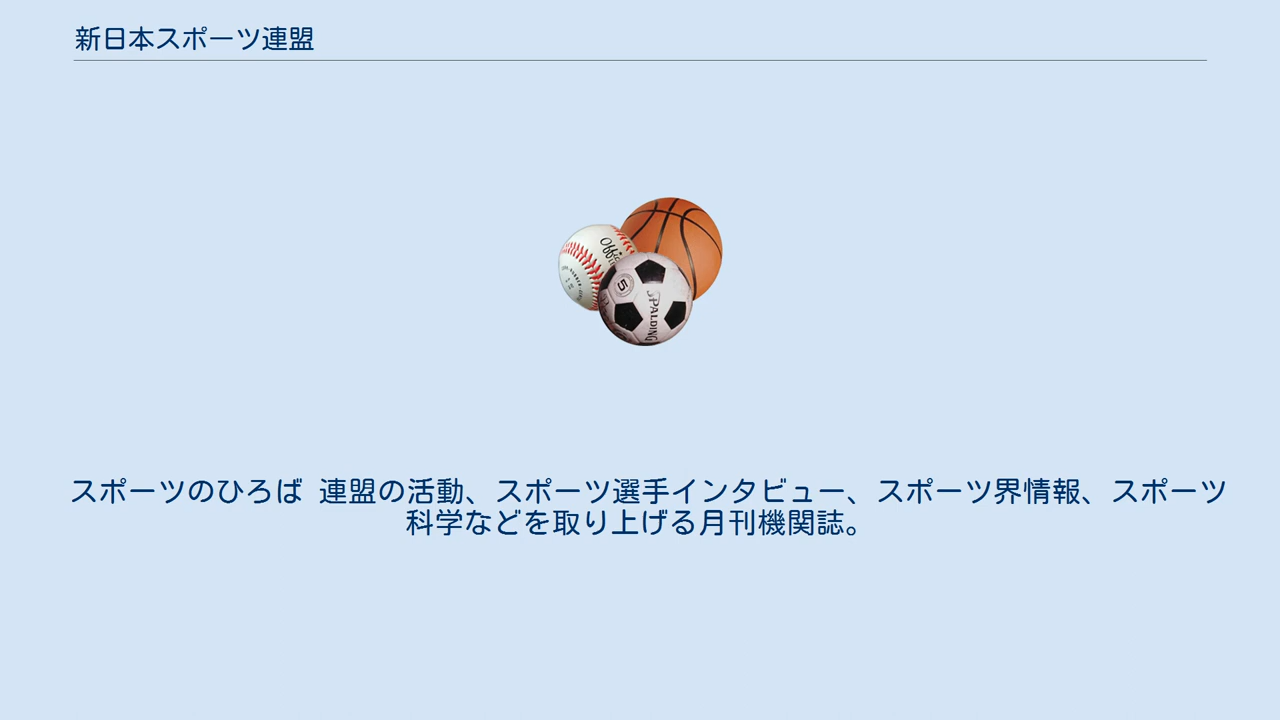 新日本スポーツ連盟
5
SPALDING
スポーツのひろば 連盟の活動、スポーツ選手インタビュー、スポーツ界情報、スポーツ
科学などを取り上げる月刊機関誌。